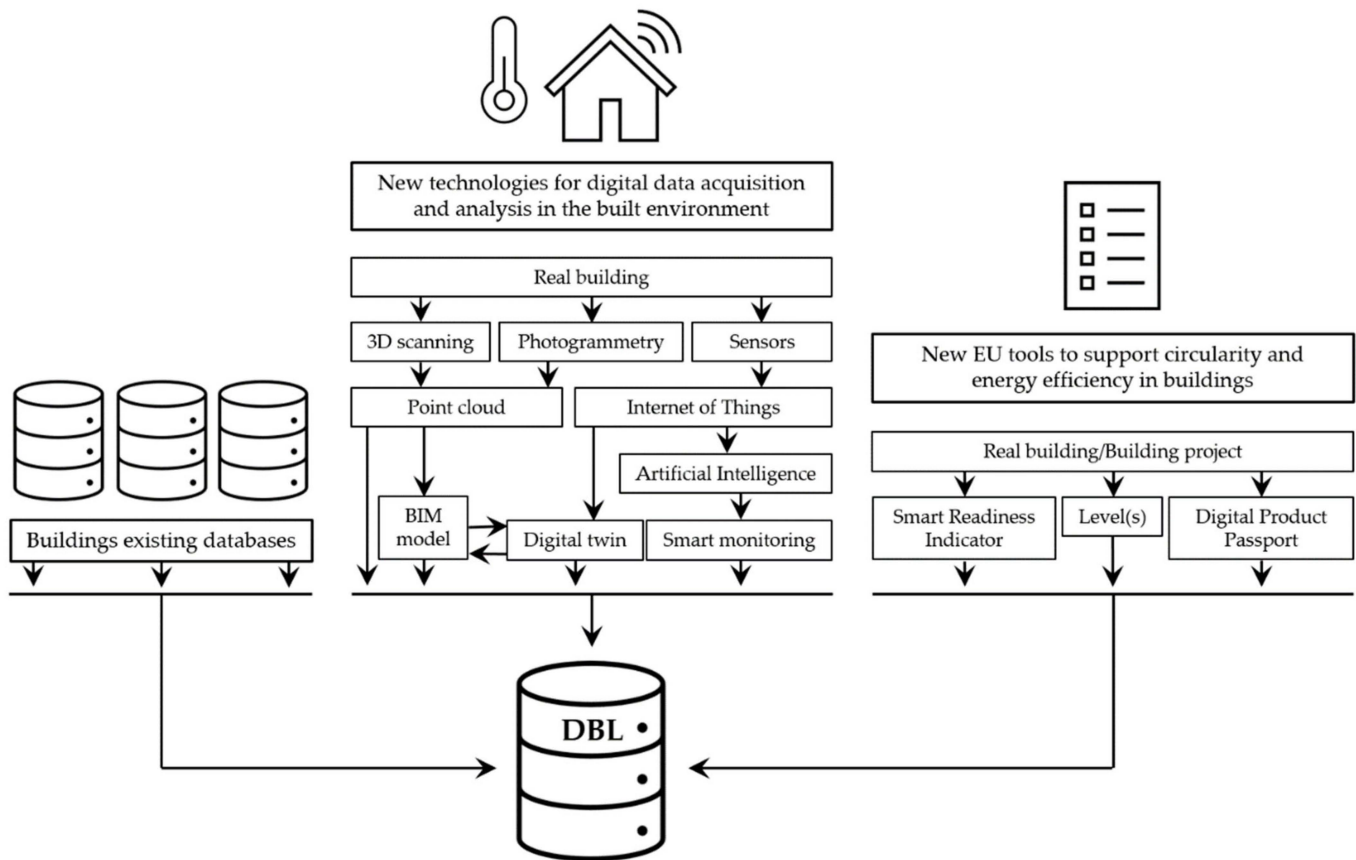 New technologies for digital data acquisition
and analysis in the built environment
Real building
3D scanning
Photogrammetry
Sensors
Point cloud
Internet of Things
Artificial Intelligence
BIM
model
Digital twin
Smart monitoring
Buildings existing databases
New EU tools to support circularity and
energy efficiency in buildings
Real building/Building project
Smart Readiness
Indicator
Level(s)
Digital Product
Passport
DBL